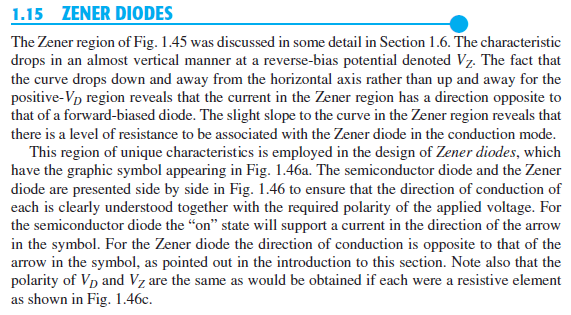 1.15 ZENER DIODES
The Zener region of Fig. 1.45 was discussed in some detail in Section 1.6. The characteristic
drops in an almost vertical manner at a reverse-bias potential denoted VZ. The fact that
the curve drops down and away from the horizontal axis rather than up and away for the
positive-VD region reveals that the current in the Zener region has a direction opposite to
that of a forward-biased diode. The slight slope to the curve in the Zener region reveals that
there is a level of resistance to be associated with the Zener diode in the conduction mode.
This region of unique characteristics is employed in the design of Zener diodes, which
have the graphic symbol appearing in Fig. 1.46a. The semiconductor diode and the Zener
diode are presented side by side in Fig. 1.46 to ensure that the direction of conduction of
each is clearly understood together with the required polarity of the applied voltage. For
the semiconductor diode the “on” state will support a current in the direction of the arrow
in the symbol. For the Zener diode the direction of conduction is opposite to that of the
arrow in the symbol, as pointed out in the introduction to this section. Note also that the
polarity of VD and VZ are the same as would be obtained if each were a resistive element
as shown in Fig. 1.46c.